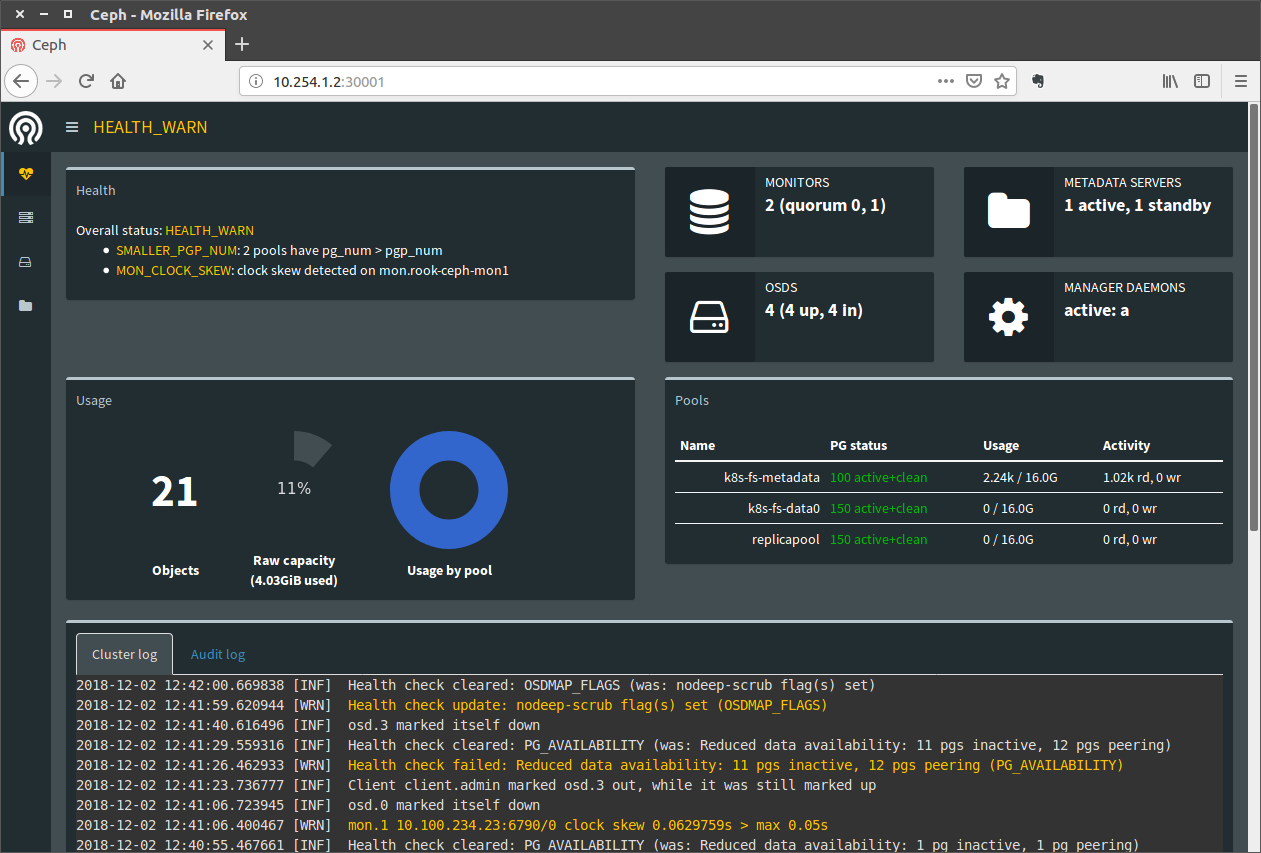 Ceph - Mozilla Firefox
Ceph
10.254.1.2:30001
HEALTH_WARN
Health
Overall status: HEALTH_WARN
SMALLER_PGP_NUM: 2 pools have pg_num > pgp_num
MON_CLOCK_SKEW: clock skew detected on mon.rook-ceph-mon1
MONITORS
2 (quorum 0, 1)
METADATA SERVERS
1 active, 1 standby
OSDS
4 (4 up, 4 in)
MANAGER DAEMONS
active: a
Usage
21
Objects
11%
Raw capacity
(4.03GiB used)
Usage by pool
Pools
Name PG status Usage Activity
k8s-fs-metadata 100 active+clean 2.24k / 16.0G 1.02k rd, 0 wr
k8s-fs-data0 150 active+clean 0 / 16.0G 0 rd, 0 wr
replicapool 150 active+clean 0 / 16.0G 0 rd, 0 wr
Cluster log Audit log
2018-12-02 12:42:00.669838 [INF] Health check cleared: OSDMAP_FLAGS (was: nodeep-scrub flag(s) set)
2018-12-02 12:41:59.620944 [WRN] Health check update: nodeep-scrub flag(s) set (OSDMAP_FLAGS)
2018-12-02 12:41:40.616496 [INF] osd.3 marked itself down
2018-12-02 12:41:29.559316 [INF] Health check cleared: PG_AVAILABILITY (was: Reduced data availability: 11 pgs inactive, 12 pgs peering)
2018-12-02 12:41:26.462933 [WRN] Health check failed: Reduced data availability: 11 pgs inactive, 12 pgs peering (PG_AVAILABILITY)
2018-12-02 12:41:23.736777 [INF] Client client.admin marked osd.3 out, while it was still marked up
2018-12-02 12:41:06.723945 [INF] osd.0 marked itself down
2018-12-02 12:41:06.400467 [WRN] mon.1 10.100.234.23:6790/0 clock skew 0.0629759s > max 0.05s
2018-12-02 12:40:55.467661 [INF] Health check cleared: PG_AVAILABILITY (was: Reduced data availability: 1 pg inactive, 1 pg peering)